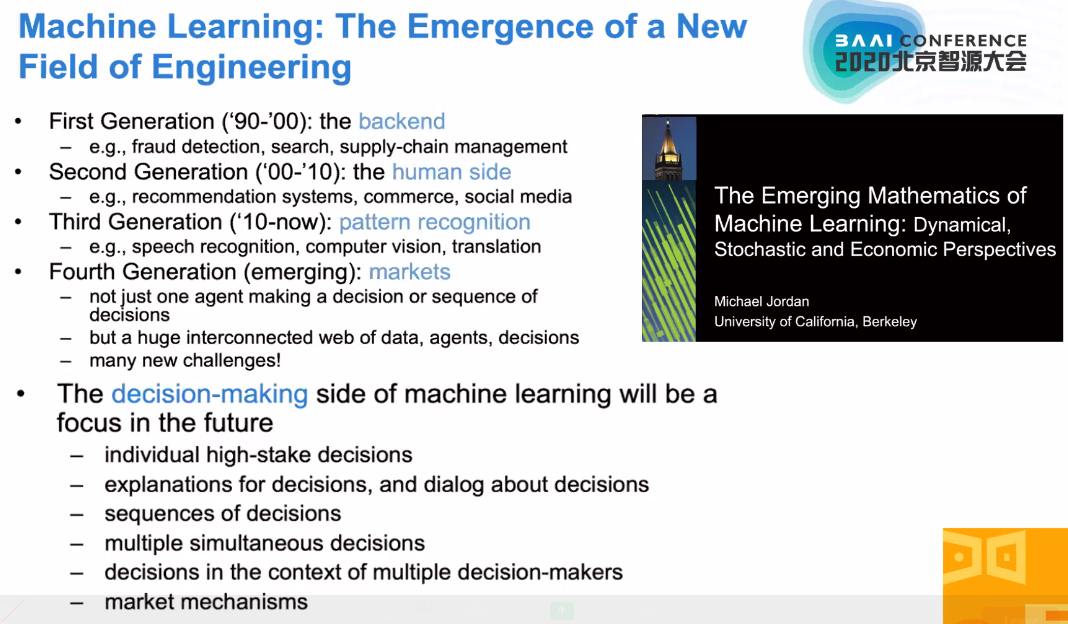 Machine Learning: The Emergence of a New
Field of Engineering
BAAI CONFERENCE
2020北京智源大会
• First Generation (‘90-’00): the backend
– e.g., fraud detection, search, supply-chain management
• Second Generation (‘00-’10): the human side
– e.g., recommendation systems, commerce, social media
• Third Generation (‘10-now): pattern recognition
– e.g., speech recognition, computer vision, translation
• Fourth Generation (emerging): markets
– not just one agent making a decision or sequence of
decisions
– but a huge interconnected web of data, agents, decisions
– many new challenges!
• The decision-making side of machine learning will be a
focus in the future
– individual high-stake decisions
– explanations for decisions, and dialog about decisions
– sequences of decisions
– multiple simultaneous decisions
– decisions in the context of multiple decision-makers
– market mechanisms
The Emerging Mathematics of
Machine Learning: Dynamical,
Stochastic and Economic Perspectives
Michael Jordan
University of California, Berkeley